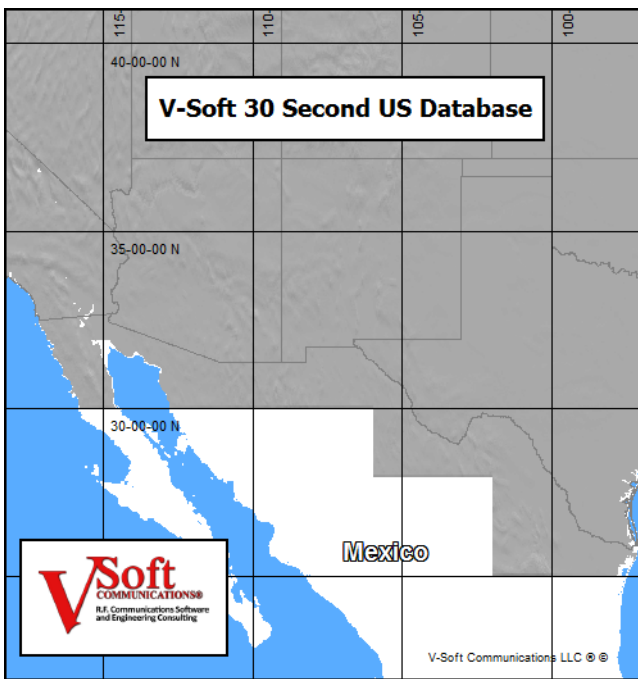 115-
110-
105-
100-
40-00-00 N
V-Soft 30 Second US Database
35-00-00 N
30-00-00 N
Mexico
VSoft
COMMUNICATIONS®
R.F. Communications Software
and Engineering Consulting
V-Soft Communications LLC ® ©